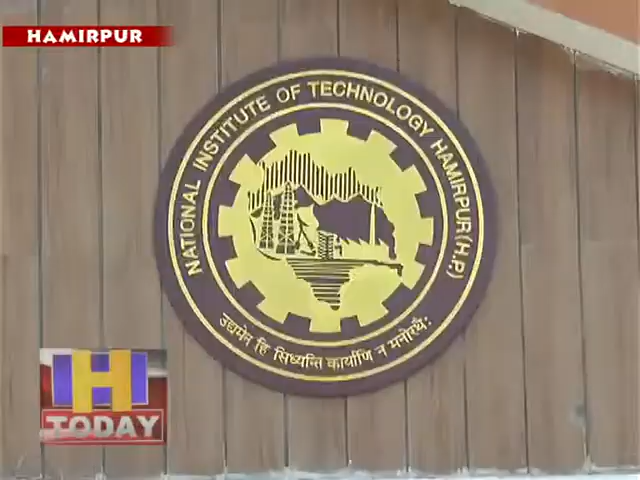 HAMIRPUR
NATIONAL INSTITUTE OF TECHNOLOGY HAMIRPUR(H.P.)
उद्यमेन हि सिध्यन्ति कार्याणि न मनोरथैः
H
TODAY